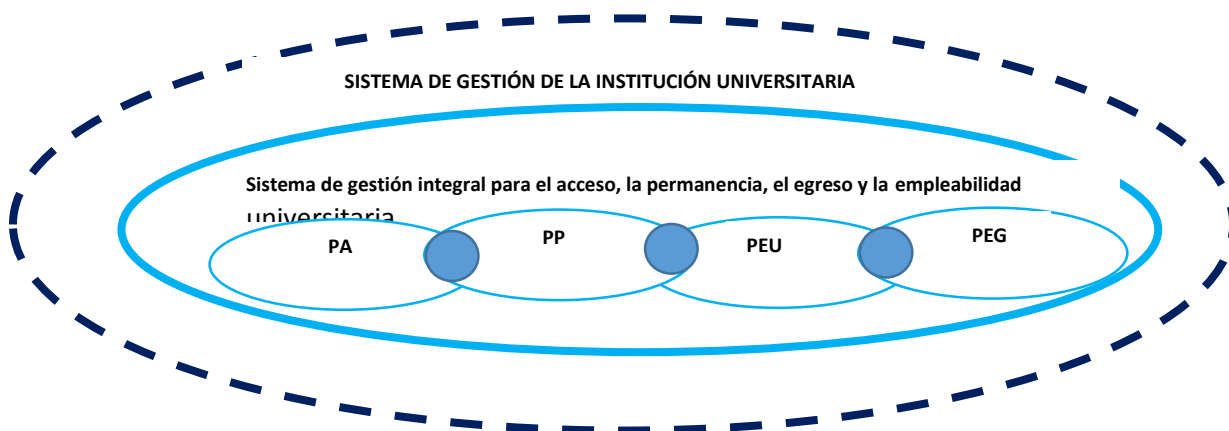 SISTEMA DE GESTIÓN DE LA INSTITUCIÓN UNIVERSITARIA
Sistema de gestión integral para el acceso, la permanencia, el egreso y la empleabilidad
universitaria
PA
PP
PEU
PEG